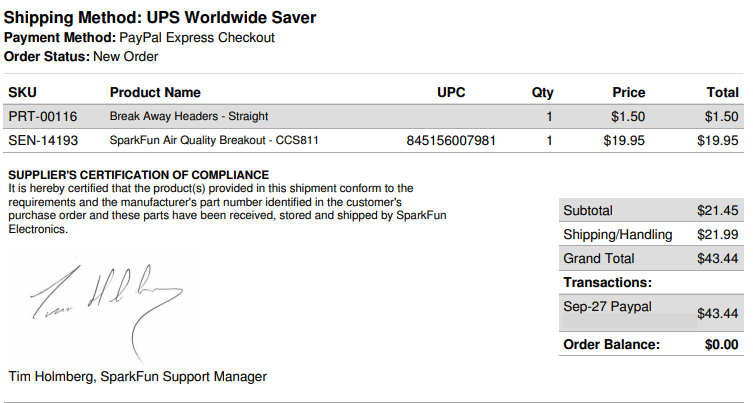 Shipping Method: UPS Worldwide Saver
Payment Method: PayPal Express Checkout
Order Status: New Order
SKU Product Name UPC Qty Price Total
PRT-00116 Break Away Headers - Straight 1 $1.50 $1.50
SEN-14193 SparkFun Air Quality Breakout - CCS811 845156007981 1 $19.95 $19.95
SUPPLIER'S CERTIFICATION OF COMPLIANCE
It is hereby certified that the product(s) provided in this shipment conform to the
requirements and the manufacturer's part number identified in the customer's
purchase order and these parts have been received, stored and shipped by SparkFun
Electronics.
Subtotal $21.45
Shipping/Handling $21.99
Grand Total $43.44
Transactions:
Sep-27 Paypal $43.44
Order Balance: $0.00
Tim Holmberg, SparkFun Support Manager